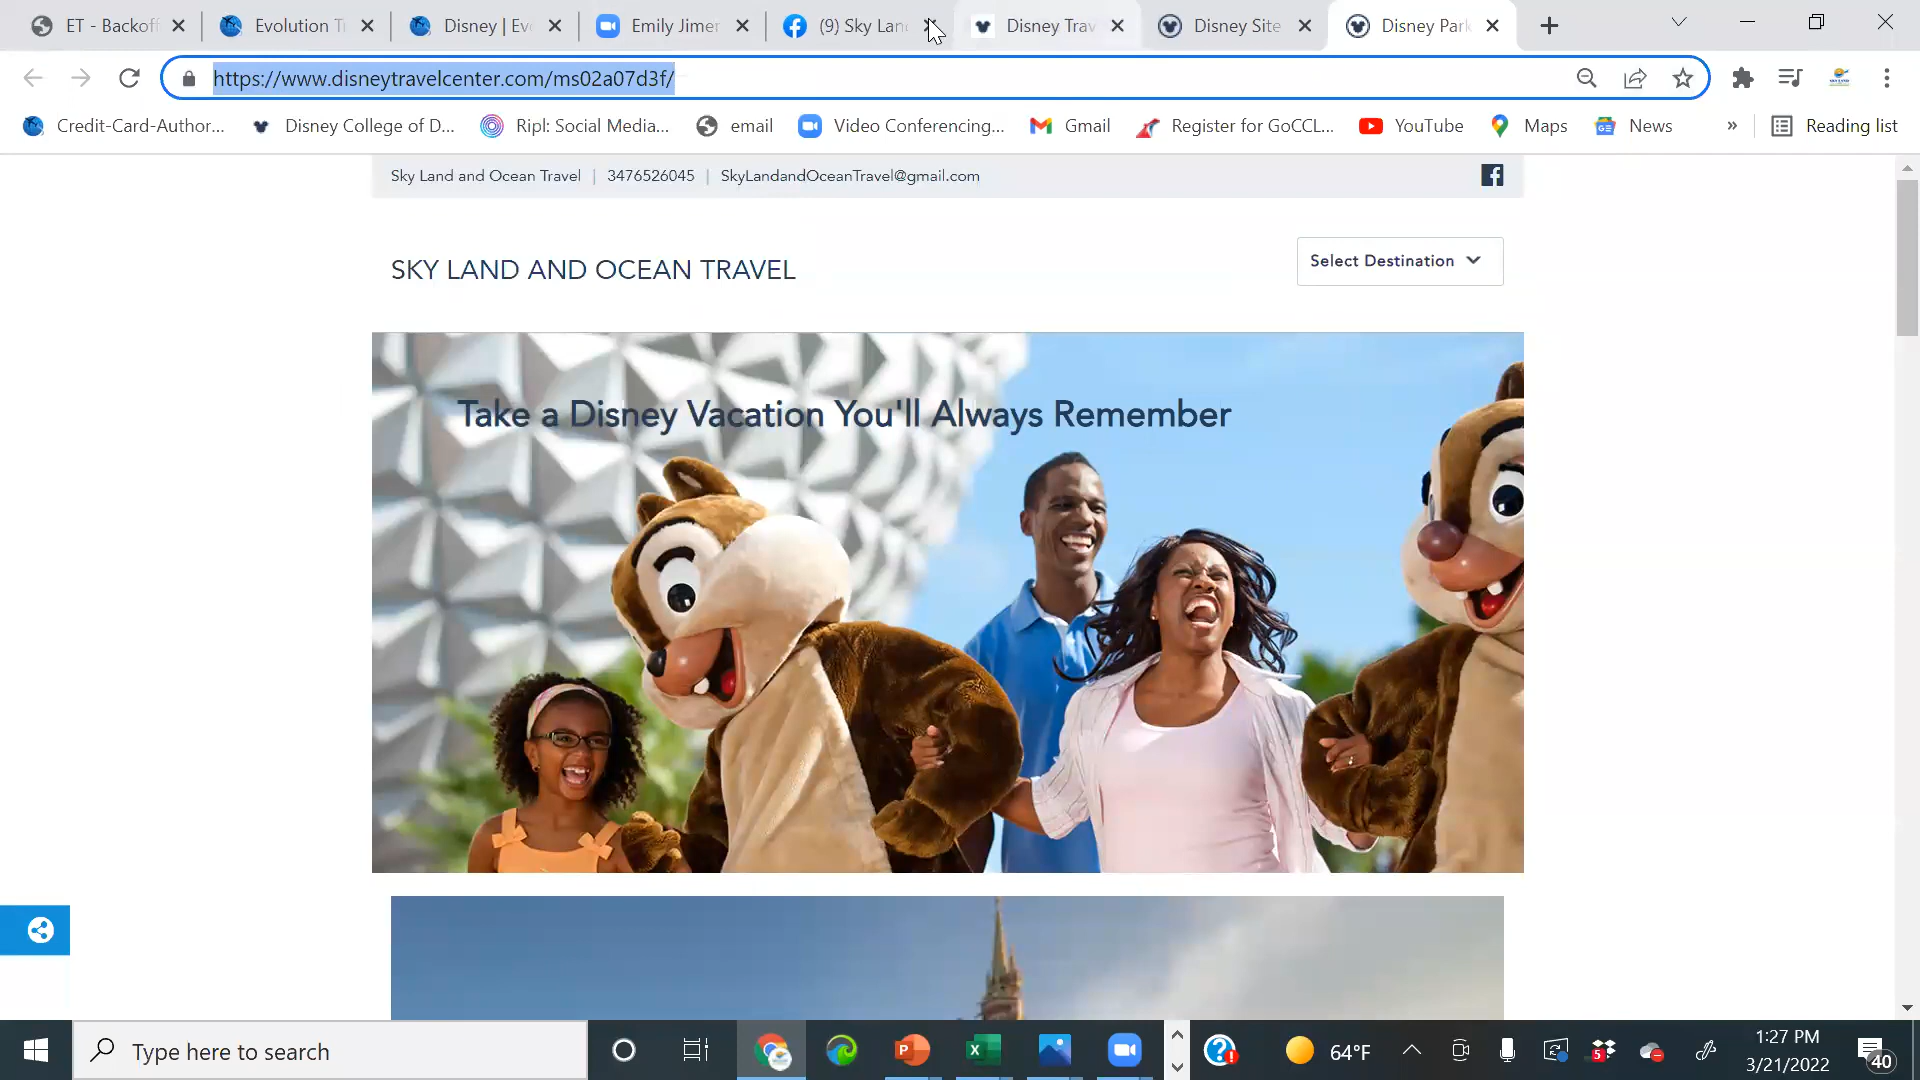 ET - Backoff
Evolution Tr
Disney | Ev
Emily Jimer
(9) Sky Lan
Disney Trav
Disney Site
Disney Park
https://www.disneytravelcenter.com/ms02a07d3f/
Credit-Card-Author...
Disney College of D...
Ripl: Social Media...
email
Video Conferencing...
Gmail
Register for GoCCL...
YouTube
Maps
News
»
Reading list
Sky Land and Ocean Travel | 3476526045 | SkyLandandOceanTravel@gmail.com
SKY LAND AND OCEAN TRAVEL
Select Destination
Take a Disney Vacation You'll Always Remember
Type here to search
64°F
5
1:27 PM
3/21/2022
40